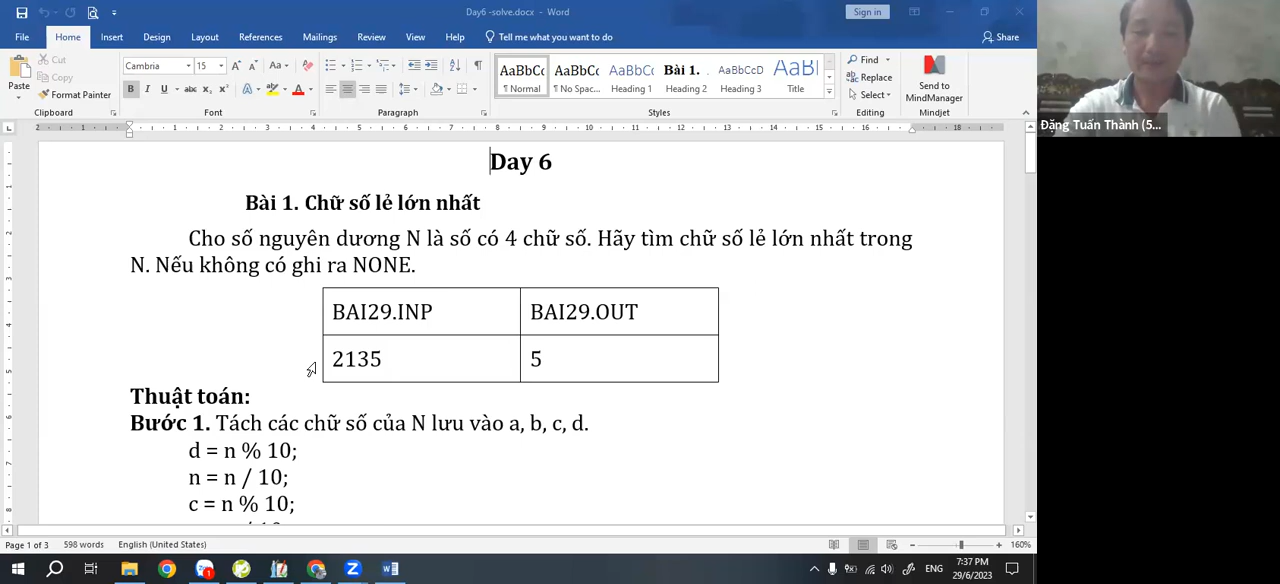 Day6 -solve.docx - Word
Sign in
File Home Insert Design Layout References Mailings Review View Help Tell me what you want to do Share
Paste
Cut
Copy
Format Painter
Clipboard
Cambria 15
Font
Paragraph
AaBbCc AaBbCc AaBbC( Bài 1. AaBbCcD AaBl
¶ Normal ¶ No Spac... Heading 1 Heading 2 Heading 3 Title
Styles
Find
Replace
Select
Editing
Send to
MindManager
Mindjet
Đặng Tuấn Thành (5...
Day 6
Bài 1. Chữ số lẻ lớn nhất
Cho số nguyên dương N là số có 4 chữ số. Hãy tìm chữ số lẻ lớn nhất trong
N. Nếu không có ghi ra NONE.
BAI29.INP BAI29.OUT
2135 5
Thuật toán:
Bước 1. Tách các chữ số của N lưu vào a, b, c, d.
d = n % 10;
n = n / 10;
c = n % 10;
Page 1 of 3 598 words English (United States) 160%
ENG
7:37 PM
29/6/2023